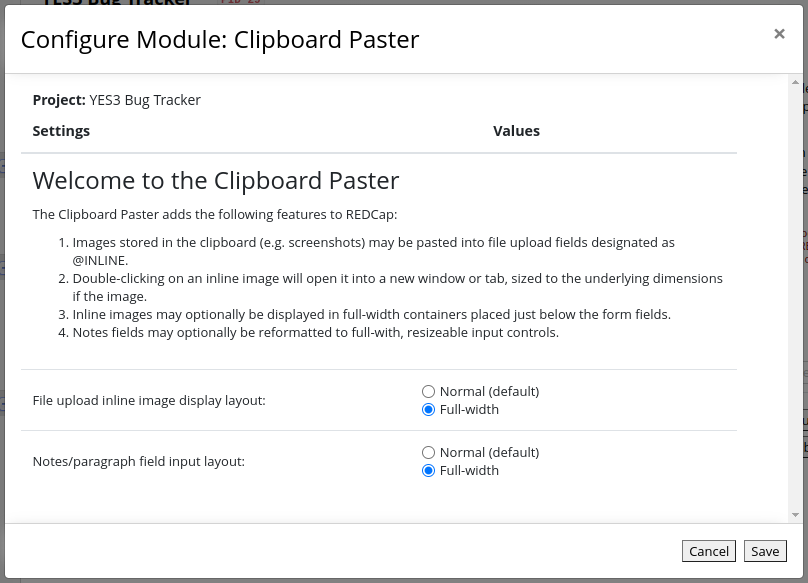 Configure Module: Clipboard Paster
×
Project: YES3 Bug Tracker
Settings Values
Welcome to the Clipboard Paster
The Clipboard Paster adds the following features to REDCap:
1. Images stored in the clipboard (e.g. screenshots) may be pasted into file upload fields designated as
@INLINE.
2. Double-clicking on an inline image will open it into a new window or tab, sized to the underlying dimensions
if the image.
3. Inline images may optionally be displayed in full-width containers placed just below the form fields.
4. Notes fields may optionally be reformatted to full-with, resizeable input controls.
File upload inline image display layout:
Normal (default)
Full-width
Notes/paragraph field input layout:
Normal (default)
Full-width
Cancel Save